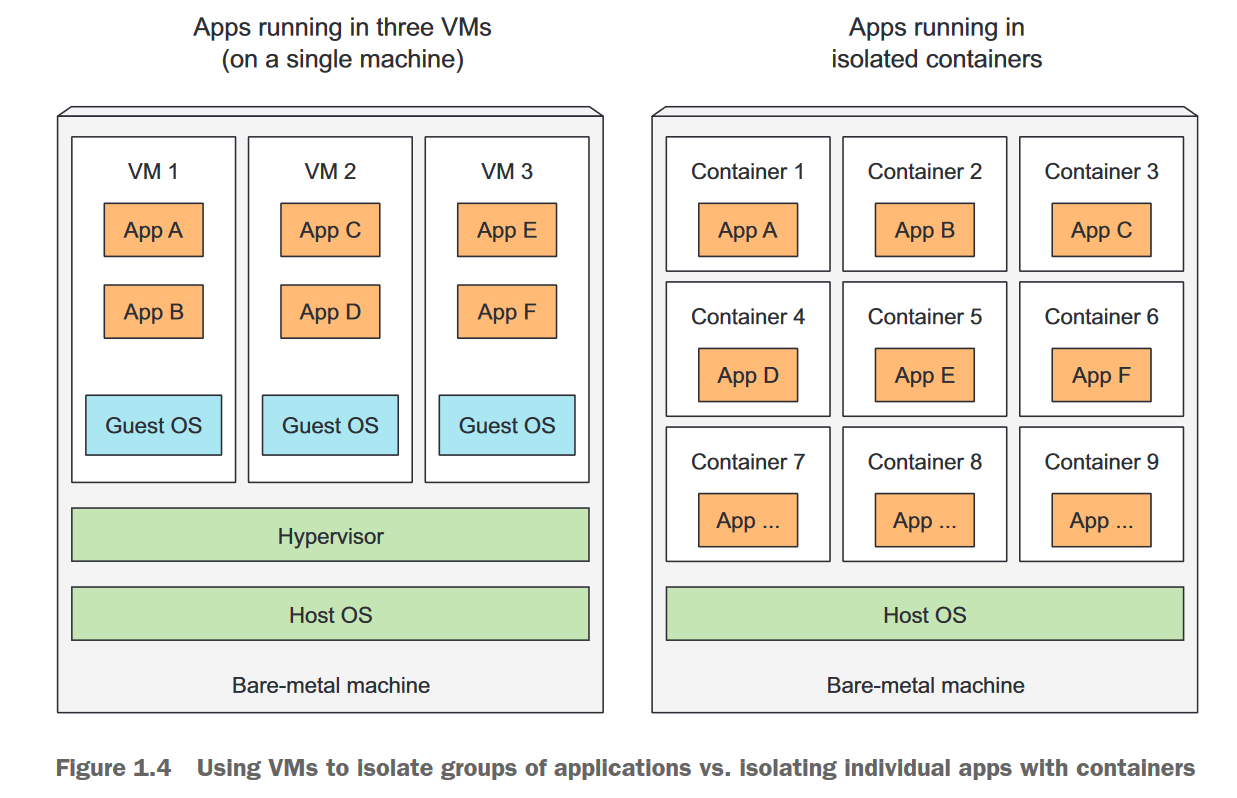 Apps running in three VMs
(on a single machine)
Apps running in
isolated containers
VM 1
VM 2
VM 3
App A
App C
App E
App B
App D
App F
Guest OS
Guest OS
Guest OS
Hypervisor
Host OS
Bare-metal machine
Container 1
Container 2
Container 3
App A
App B
App C
Container 4
Container 5
Container 6
App D
App E
App F
Container 7
Container 8
Container 9
App ...
App ...
App ...
Host OS
Bare-metal machine
Figure 1.4 Using VMs to isolate groups of applications vs. isolating individual apps with containers